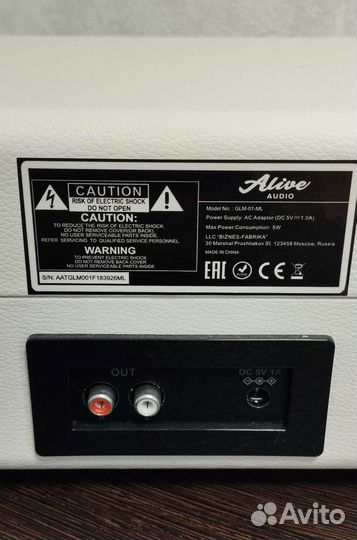 CAUTION
RISK OF ELECTRIC SHOCK
DO NOT OPEN
CAUTION:
TO REDUCE THE RISK OF ELECTRIC SHOCK.
DO NOT REMOVE COVER(OR BACK).
NO USER SERVICEABLE PARTS INSIDE.
REFER SERVICING TO QUALIFIED SERVICE PERSONNEL
WARNING
TO PREVENT ELECTRIC SHOCK
DO NOT REMOVE BACK COVER
NO USER SERVICEABLE PARTS INSIDE
S/N: AATGLM001F183926ML
Alive
AUDIO
Model No.: GLM-01-ML
Power Supply: AC Adaptor (DC 5V⎓1.0A)
Max Power Consumption: 5W
LLC "BIZNES-FABRIKA"
30 Marshal Proshlakov St. 123458 Moscow, Russia
MADE IN CHINA
EAC CE
OUT
DC 5V 1A
Avito